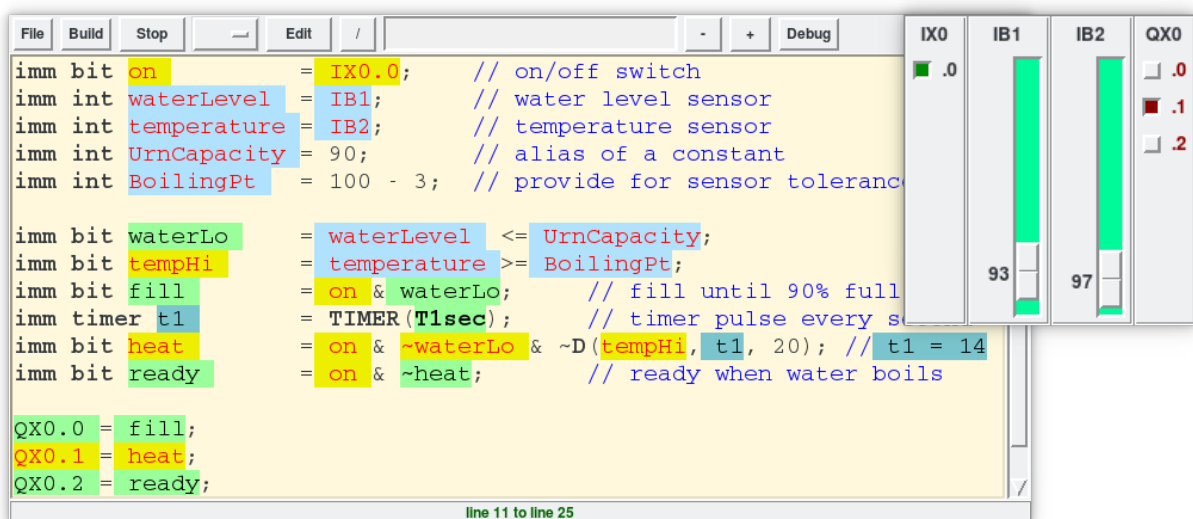 File Build Stop Edit / - + Debug
imm bit on = IX0.0; // on/off switch
imm int waterLevel = IB1; // water level sensor
imm int temperature = IB2; // temperature sensor
imm int UrnCapacity = 90; // alias of a constant
imm int BoilingPt = 100 - 3; // provide for sensor toleranc
imm bit waterLo = waterLevel <= UrnCapacity;
imm bit tempHi = temperature >= BoilingPt;
imm bit fill = on & waterLo; // fill until 90% full
imm timer t1 = TIMER(T1sec); // timer pulse every
imm bit heat = on & ~waterLo & ~D(tempHi, t1, 20); // t1 = 14
imm bit ready = on & ~heat; // ready when water boils
QX0.0 = fill;
QX0.1 = heat;
QX0.2 = ready;
line 11 to line 25
IX0 IB1 IB2 QX0
.0 .0
.1
.2
93 97